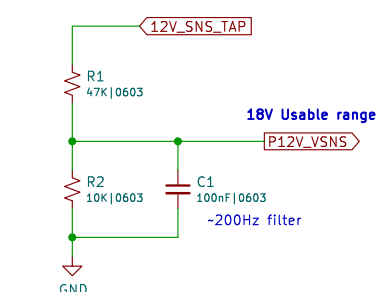 12V_SNS_TAP
R1
47K|0603
18V Usable range
P12V_VSNS
R2
10K|0603
C1
100nF|0603
~200Hz filter
GND